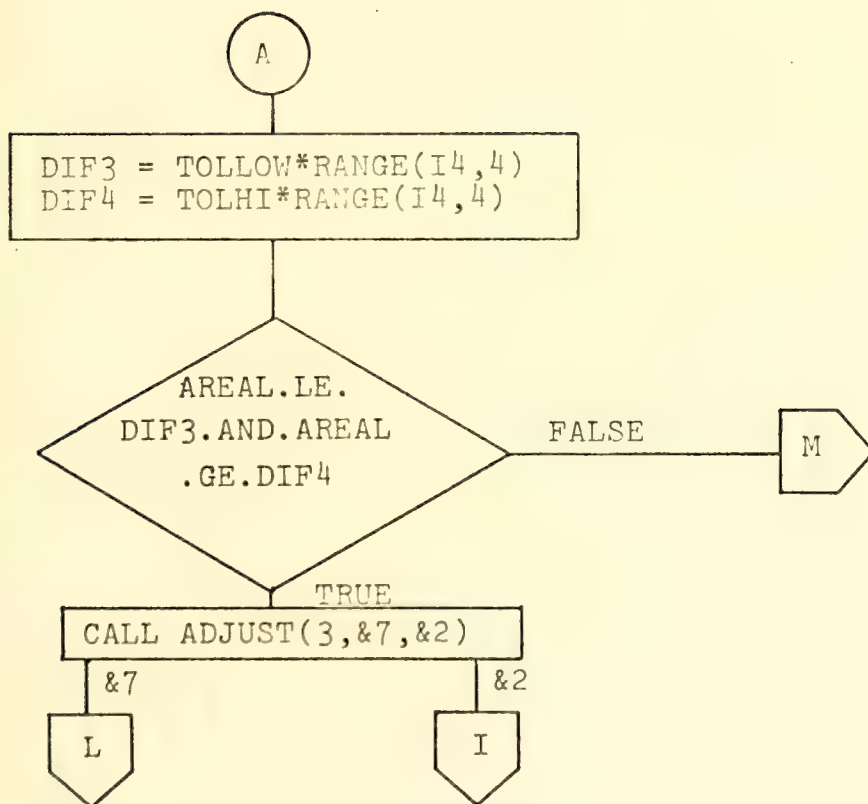 A
DIF3 = TOLLOW*RANGE(I4,4)
DIF4 = TOLHI*RANGE(I4,4)
AREAL.LE.
DIF3.AND.AREAL
.GE.DIF4
FALSE
M
TRUE
CALL ADJUST(3,&7,&2)
&7
&2
L
I